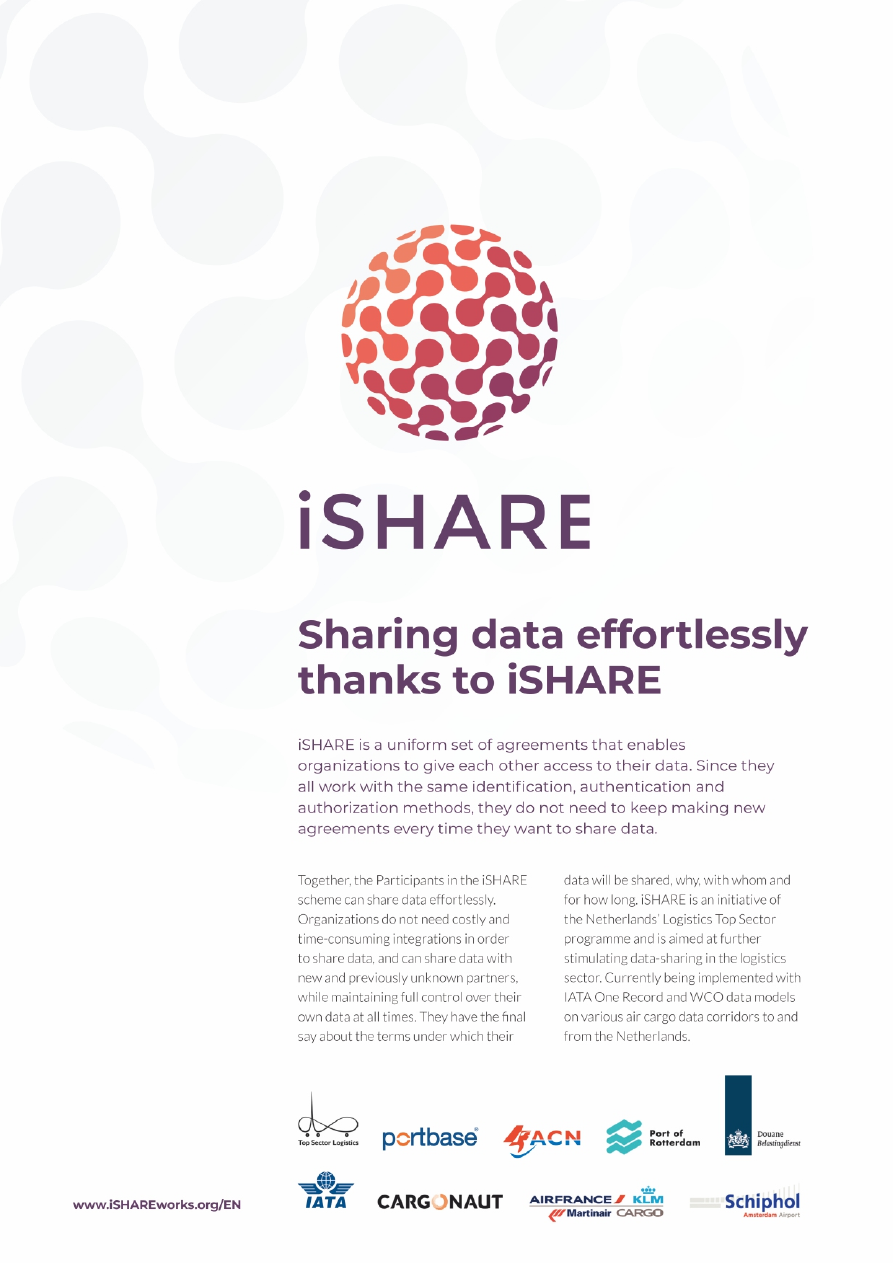 iSHARE
Sharing data effortlessly
thanks to iSHARE
iSHARE is a uniform set of agreements that enables
organizations to give each other access to their data. Since they
all work with the same identification, authentication and
authorization methods, they do not need to keep making new
agreements every time they want to share data.
Together, the Participants in the iSHARE
scheme can share data effortlessly.
Organizations do not need costly and
time-consuming integrations in order
to share data, and can share data with
new and previously unknown partners,
while maintaining full control over their
own data at all times. They have the final
say about the terms under which their
data will be shared, why, with whom and
for how long. iSHARE is an initiative of
the Netherlands' Logistics Top Sector
programme and is aimed at further
stimulating data-sharing in the logistics
sector. Currently being implemented with
IATA One Record and WCO data models
on various air cargo data corridors to and
from the Netherlands.
Top Sector Logistics
portbase®
ACN
Port of
Rotterdam
Douane
Belastingdienst
www.iSHAREworks.org/EN
IATA
CARGONAUT
AIRFRANCE KLM
Martinair CARGO
Schiphol
Amsterdam Airport